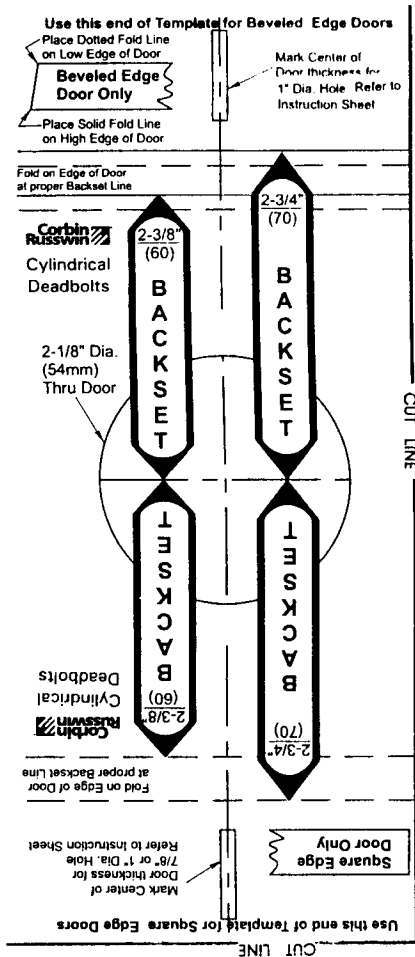 Use this end of Template for Beveled Edge Doors
Place Dotted Fold Line
on Low Edge of Door
Beveled Edge
Door Only
Place Solid Fold Line
on High Edge of Door
Mark Center of
Door thickness for
1" Dia. Hole Refer to
Instruction Sheet
Fold on Edge of Door
at proper Backset Line
2-3/8"
(60)
BACKSET
2-3/4"
(70)
BACKSET
Corbin
Russwin
Cylindrical
Deadbolts
2-1/8" Dia.
(54mm)
Thru Door
CUT LINE
BACKSET
2-3/8"
(60)
BACKSET
2-3/4"
(70)
Corbin
Russwin
Cylindrical
Deadbolts
Fold on Edge of Door
at proper Backset Line
Square Edge
Door Only
Mark Center of
Door thickness for
7/8" or 1" Dia. Hole
Refer to Instruction Sheet
Use this end of Template for Square Edge Doors
CUT LINE